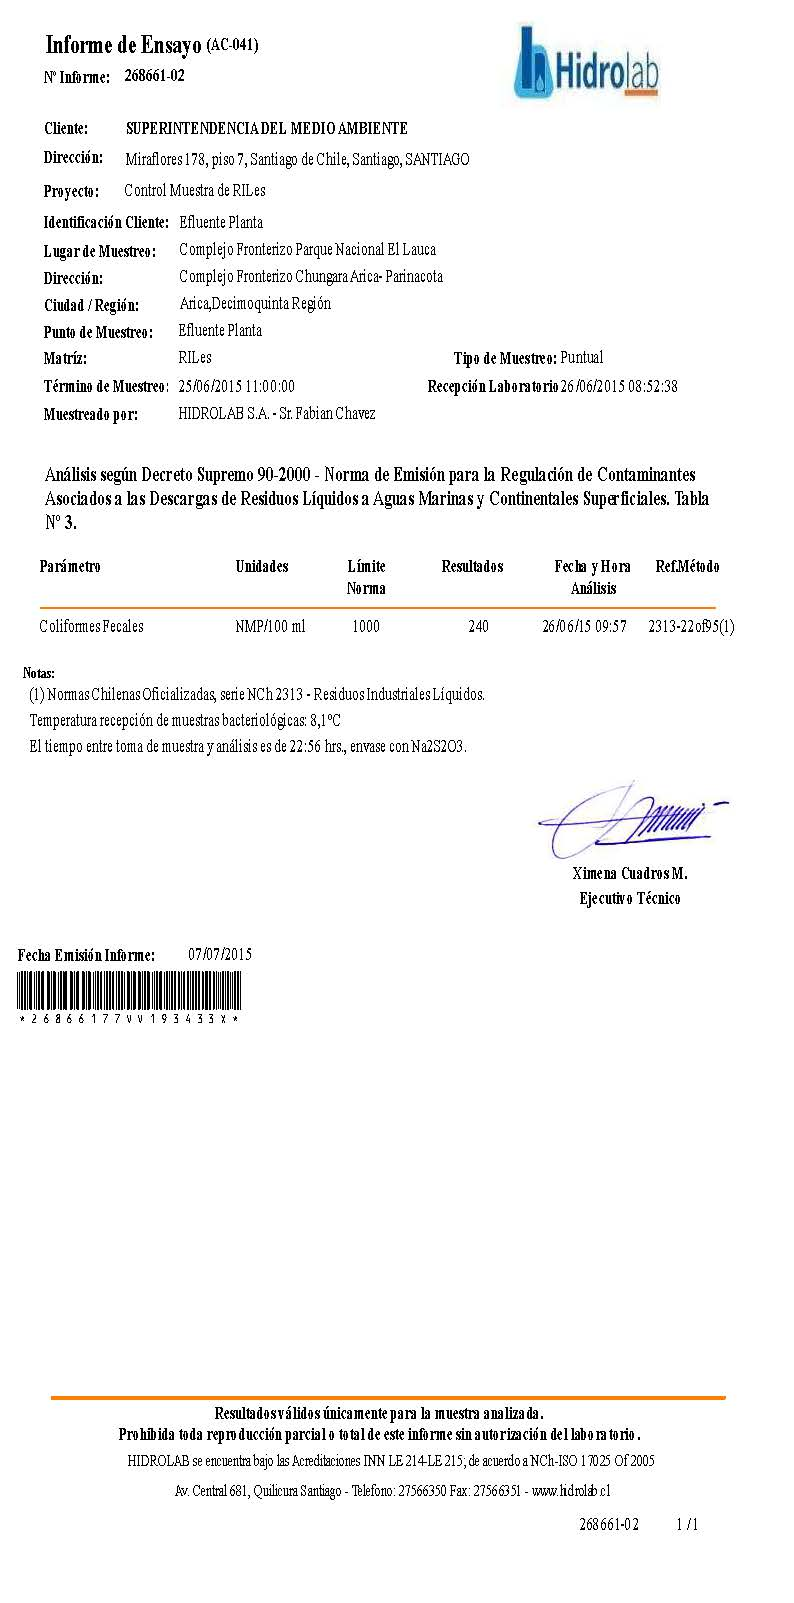 Informe de Ensayo (AC-041)
Nº Informe: 268661-02
Hidrolab
Cliente: SUPERINTENDENCIA DEL MEDIO AMBIENTE
Dirección: Miraflores 178, piso 7, Santiago de Chile, Santiago, SANTIAGO
Proyecto: Control Muestra de RILes
Identificación Cliente: Efluente Planta
Lugar de Muestreo: Complejo Fronterizo Parque Nacional El Lauca
Dirección: Complejo Fronterizo Chungara Arica- Parinacota
Ciudad / Región: Arica,Decimoquinta Región
Punto de Muestreo: Efluente Planta
Matríz: RILes Tipo de Muestreo: Puntual
Término de Muestreo: 25/06/2015 11:00:00 Recepción Laboratorio 26/06/2015 08:52:38
Muestreado por: HIDROLAB S.A. - Sr. Fabian Chavez
Análisis según Decreto Supremo 90-2000 - Norma de Emisión para la Regulación de Contaminantes
Asociados a las Descargas de Residuos Líquidos a Aguas Marinas y Continentales Superficiales. Tabla
Nº 3.
Parámetro Unidades Límite Resultados Fecha y Hora Ref.Método
Norma Análisis
Coliformes Fecales NMP/100 ml 1000 240 26/06/15 09:57 2313-22of95(1)
Notas:
(1) Normas Chilenas Oficializadas, serie NCh 2313 - Residuos Industriales Líquidos.
Temperatura recepción de muestras bacteriológicas: 8,1ºC
El tiempo entre toma de muestra y análisis es de 22:56 hrs., envase con Na2S2O3.
Ximena Cuadros M.
Ejecutivo Técnico
Fecha Emisión Informe: 07/07/2015
*26866177VV193433X*
Resultados válidos únicamente para la muestra analizada.
Prohibida toda reproducción parcial o total de este informe sin autorización del laboratorio.
HIDROLAB se encuentra bajo las Acreditaciones INN LE 214-LE 215; de acuerdo a NCh-ISO 17025 Of 2005
Av. Central 681, Quilicura Santiago - Telefono: 27566350 Fax: 27566351 - www.hidrolab.cl
268661-02 1 /1